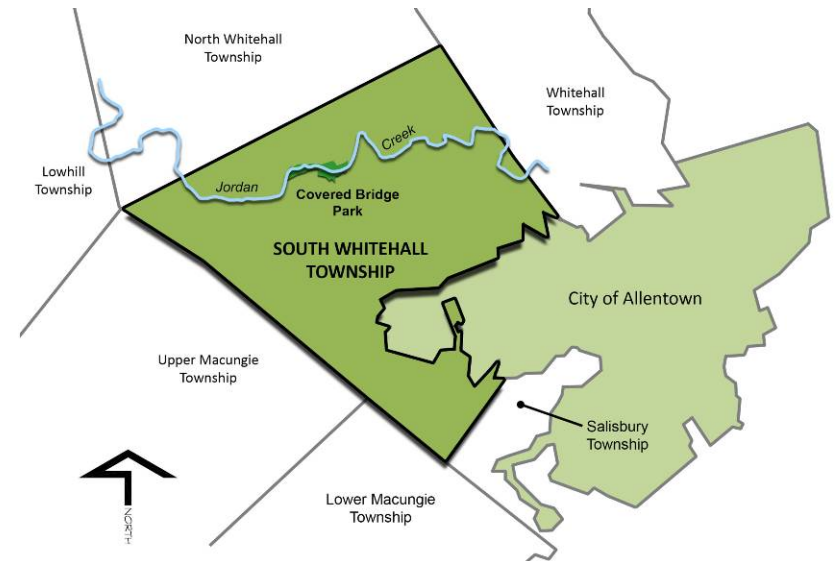 North Whitehall
Township
Whitehall
Township
Lowhill
Township
Jordan
Creek
Covered Bridge
Park
SOUTH WHITEHALL
TOWNSHIP
City of Allentown
Upper Macungie
Township
Salisbury
Township
Lower Macungie
Township
NORTH